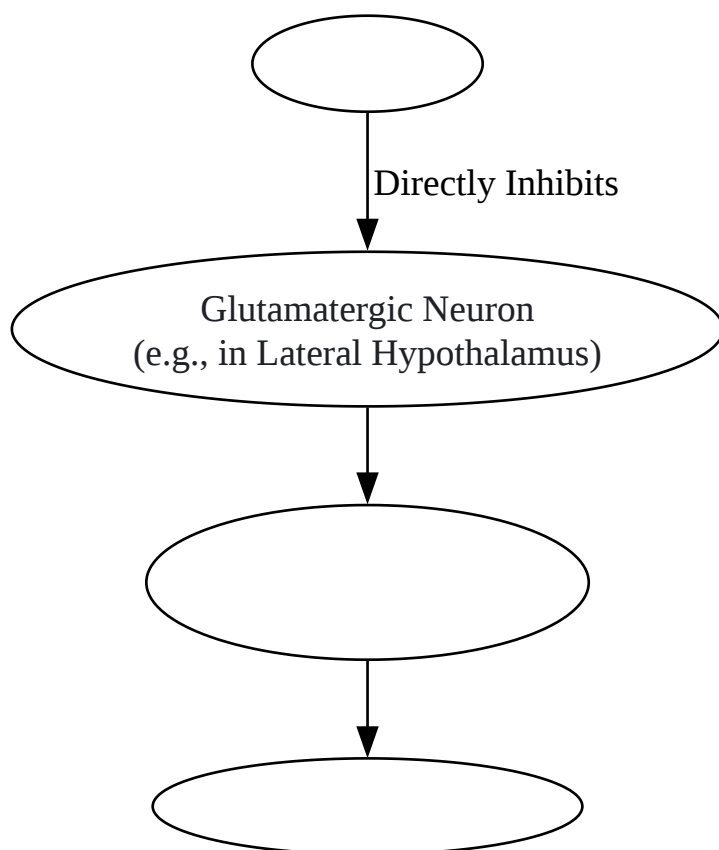 Directly Inhibits
Glutamatergic Neuron
(e.g., in Lateral Hypothalamus)